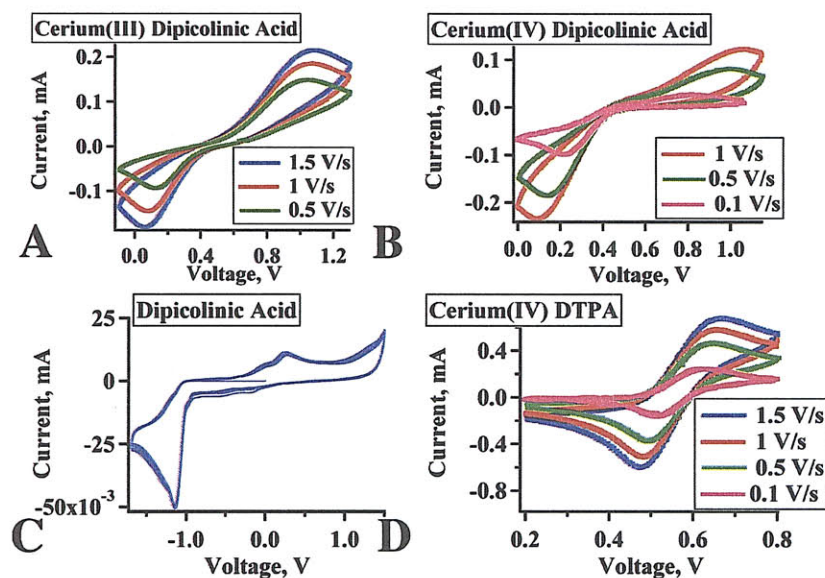 Cerium(III) Dipicolinic Acid
0.2
0.1
0.0
-0.1
Current, mA
1.5 V/s
1 V/s
0.5 V/s
0.0 0.4 0.8 1.2
Voltage, V
A
Cerium(IV) Dipicolinic Acid
0.1
0.0
-0.1
-0.2
Current, mA
1 V/s
0.5 V/s
0.1 V/s
0.0 0.2 0.4 0.6 0.8 1.0
Voltage, V
B
Dipicolinic Acid
25
0
-25
-50x10-3
Current, mA
-1.0 0.0 1.0
Voltage, V
C
Cerium(IV) DTPA
0.4
0.0
-0.4
-0.8
Current, mA
1.5 V/s
1 V/s
0.5 V/s
0.1 V/s
0.2 0.4 0.6 0.8
Voltage, V
D